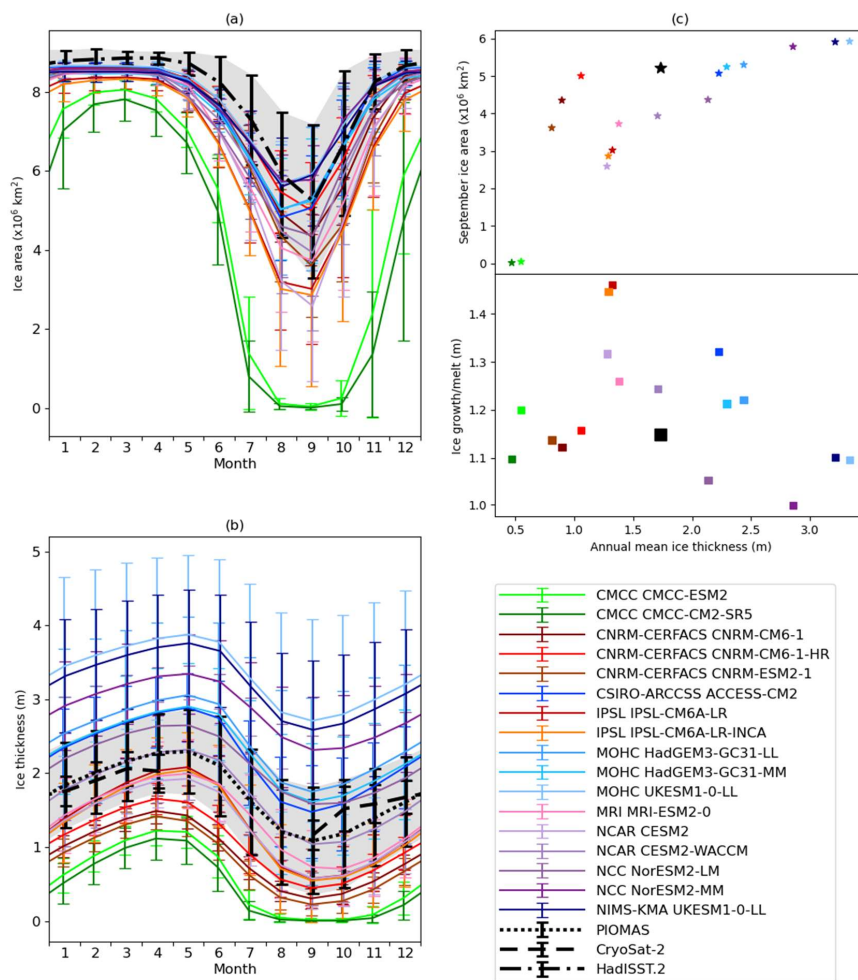 (a)
Ice area (x10⁶ km²)
8
6
4
2
0
1 2 3 4 5 6 7 8 9 10 11 12
Month
(b)
Ice thickness (m)
5
4
3
2
1
0
1 2 3 4 5 6 7 8 9 10 11 12
Month
(c)
September ice area (x10⁶ km²)
6
5
4
3
2
1
0
Ice growth/melt (m)
1.4
1.3
1.2
1.1
1.0
0.5 1.0 1.5 2.0 2.5 3.0
Annual mean ice thickness (m)
CMCC CMCC-ESM2
CMCC CMCC-CM2-SR5
CNRM-CERFACS CNRM-CM6-1
CNRM-CERFACS CNRM-CM6-1-HR
CNRM-CERFACS CNRM-ESM2-1
CSIRO-ARCCSS ACCESS-CM2
IPSL IPSL-CM6A-LR
IPSL IPSL-CM6A-LR-INCA
MOHC HadGEM3-GC31-LL
MOHC HadGEM3-GC31-MM
MOHC UKESM1-0-LL
MRI MRI-ESM2-0
NCAR CESM2
NCAR CESM2-WACCM
NCC NorESM2-LM
NCC NorESM2-MM
NIMS-KMA UKESM1-0-LL
PIOMAS
CryoSat-2
HadISST.2